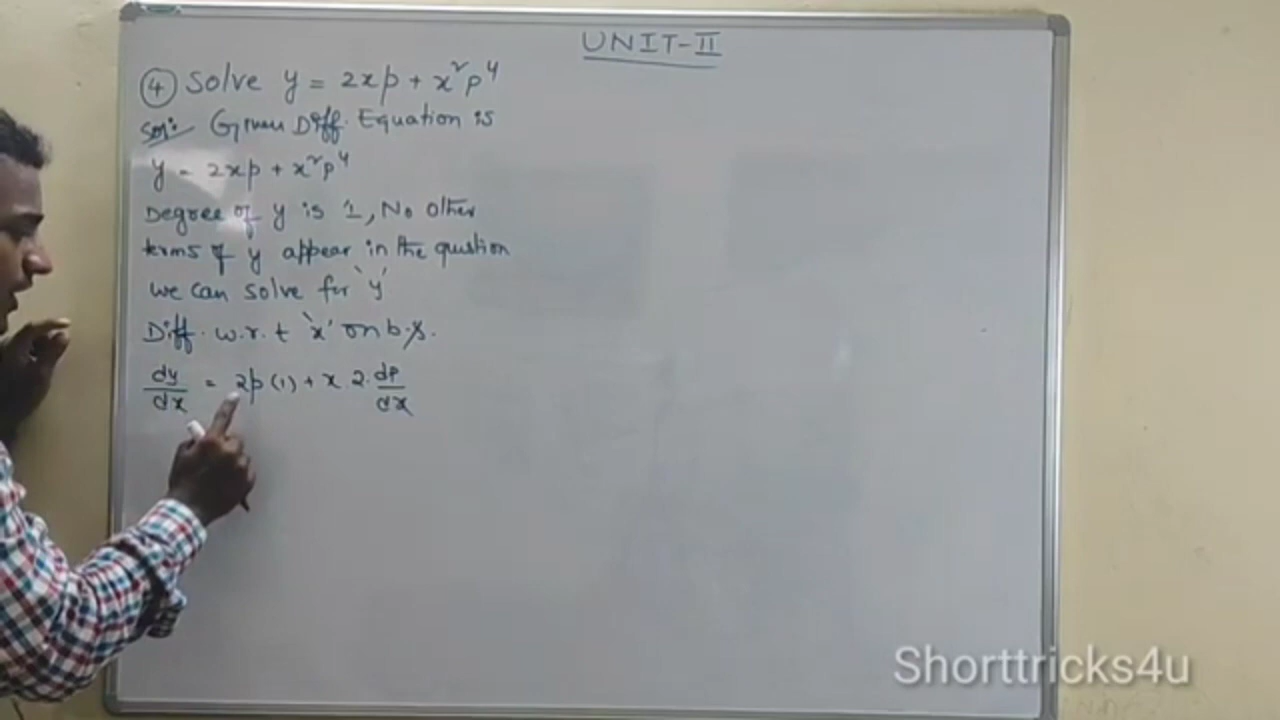 UNIT-II
④ Solve y = 2xp + x²p⁴
Sol: Given Diff. Equation is
y = 2xp + x²p⁴
Degree of y is 1, No other
terms of y appear in the qustion
we can solve for 'y'
Diff. w.r.t 'x' on b.s.
dy/dx = 2p(1) + x 2. dp/dx
Shorttricks4u